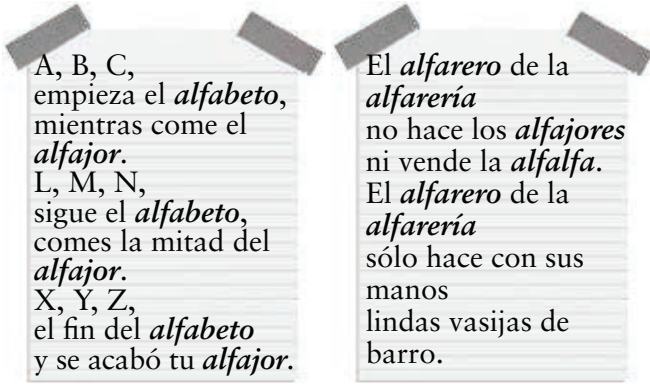 A, B, C,
empieza el alfabeto,
mientras come el
alfajor.
L, M, N,
sigue el alfabeto,
comes la mitad del
alfajor.
X, Y, Z,
el fin del alfabeto
y se acabó tu alfajor.
El alfarero de la
alfarería
no hace los alfajores
ni vende la alfalfa.
El alfarero de la
alfarería
sólo hace con sus
manos
lindas vasijas de
barro.